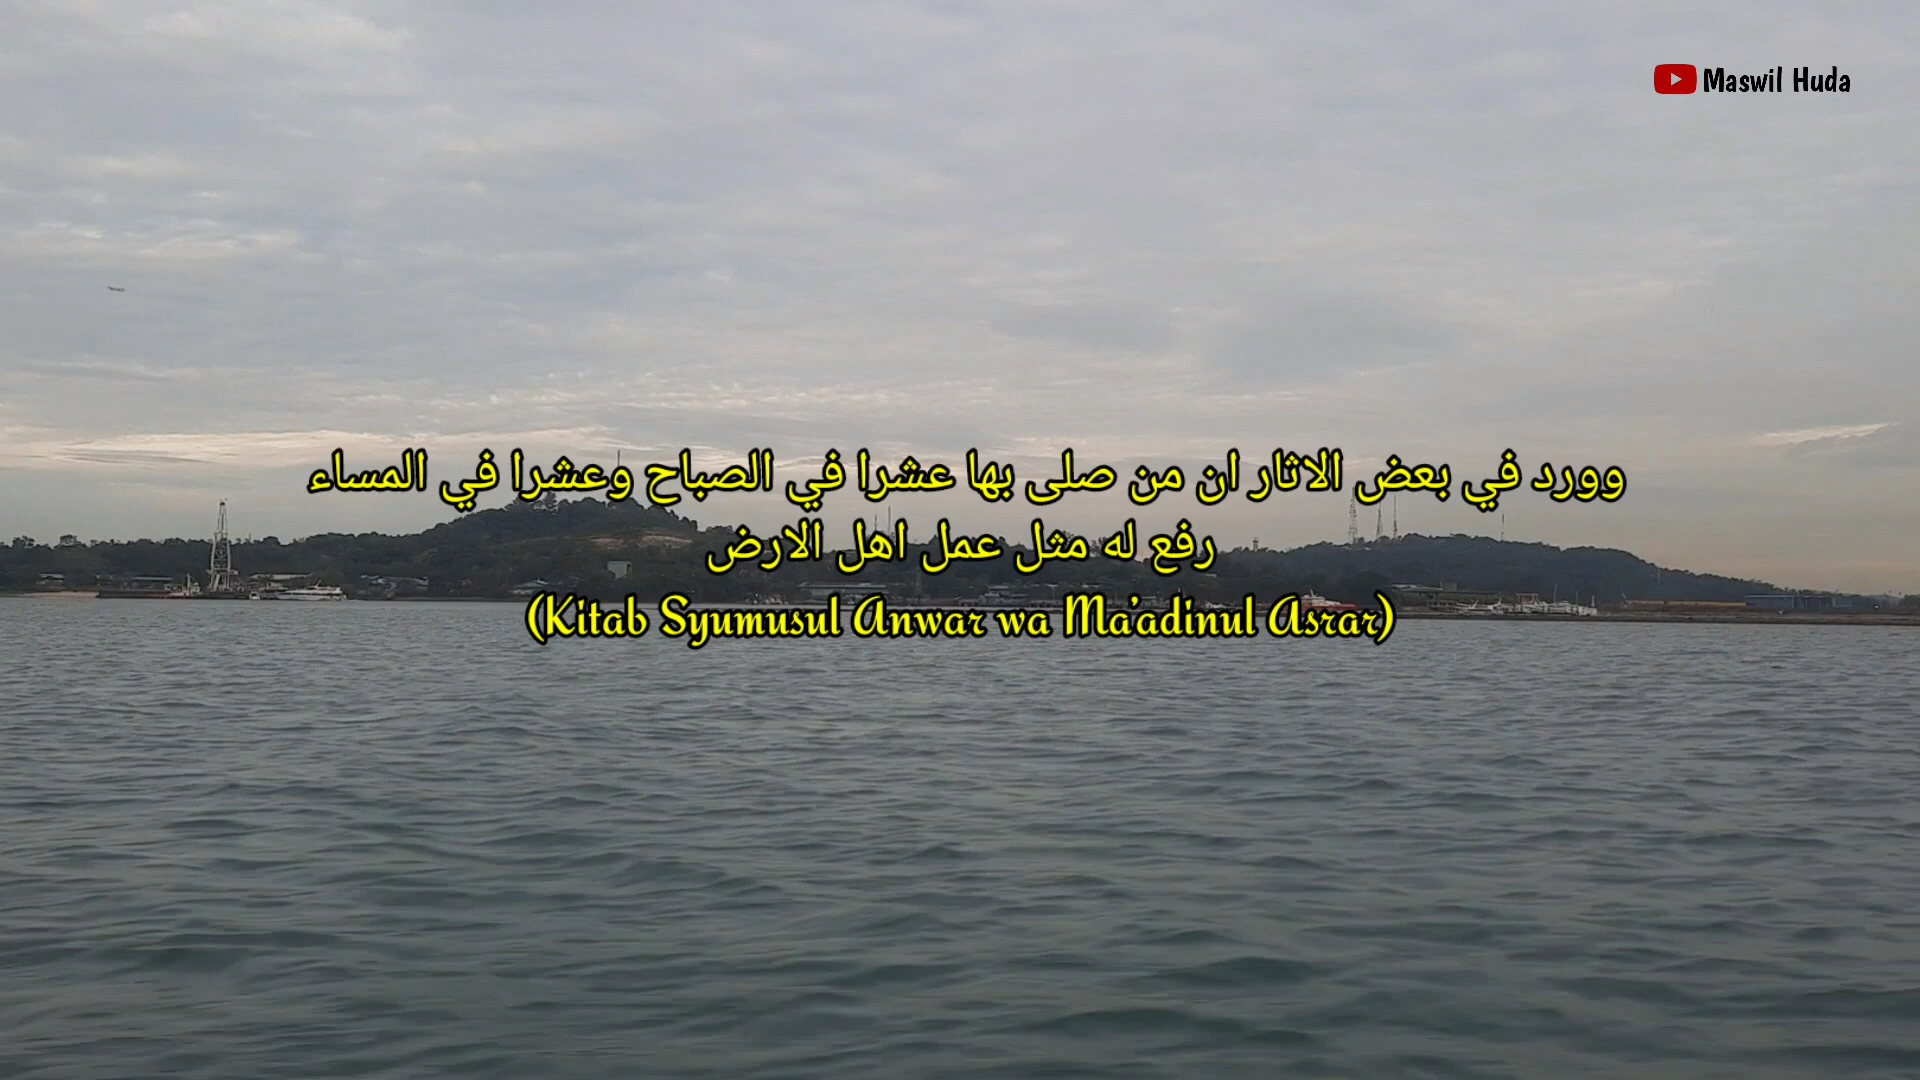 Maswil Huda
وورد في بعض الاثار ان من صلى بها عشرا في الصباح وعشرا في المساء
رفع له مثل عمل اهل الارض
(Kitab Syumusul Anwar wa Ma'adinul Asrar)